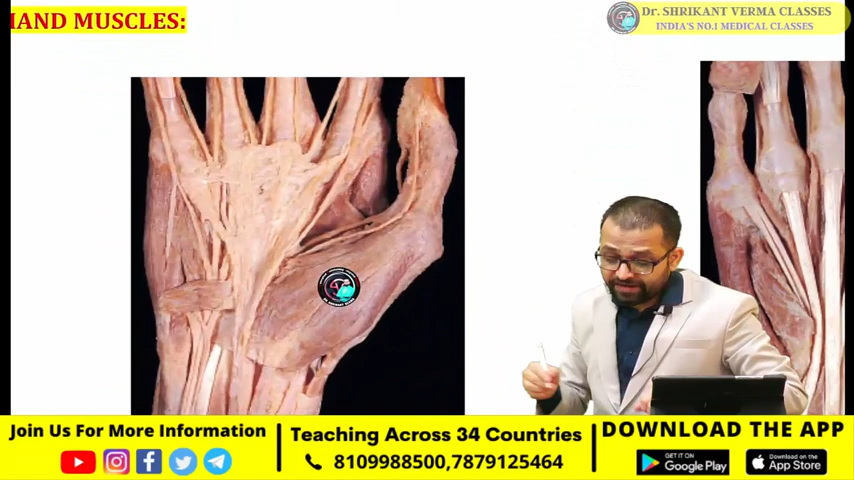 HAND MUSCLES:
Dr. SHRIKANT VERMA CLASSES
INDIA'S NO.1 MEDICAL CLASSES
Join Us For More Information
Teaching Across 34 Countries
8109988500,7879125464
DOWNLOAD THE APP
GET IT ON
Google Play
Download on the
App Store